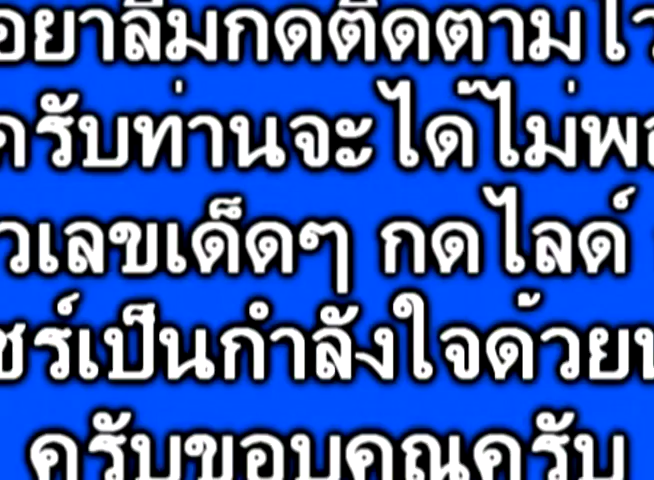 อยาลืมกดติดตามไว
ครับท่านจะได้ไม่พล
วเลขเด็ดๆ กดไลด์
ชร์เป็นกำลังใจด้วยน
ครับขอบคุณครับ